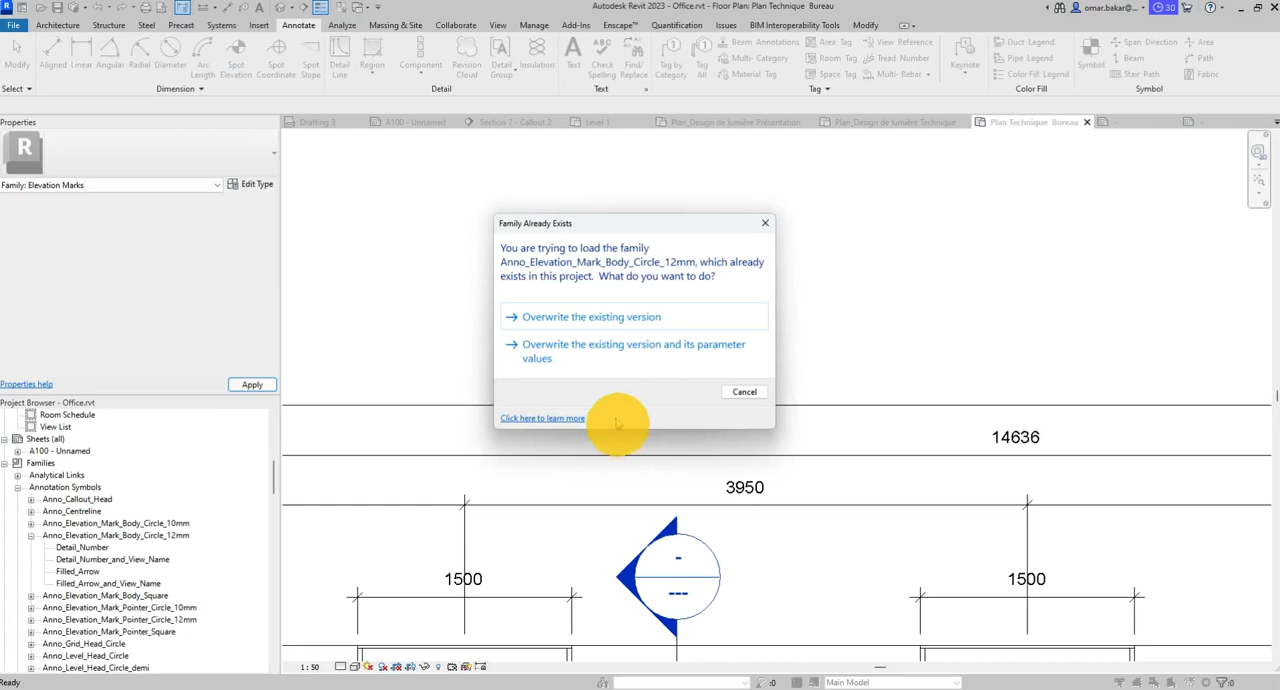 Autodesk Revit 2023 - Office.rvt - Floor Plan: Plan Technique Bureau
omar.bakar@...
30
File Architecture Structure Steel Precast Systems Insert Annotate Analyze Massing & Site Collaborate View Manage Add-Ins Enscape™ Quantification Issues BIM Interoperability Tools Modify
Modify Aligned Linear Angular Radial Diameter Arc Length Spot Elevation Spot Coordinate Spot Slope Detail Line Region Component Revision Cloud Detail Group Insulation Text Check Spelling Find/ Replace Tag by Category Tag All
Beam Annotations Area Tag View Reference
Multi- Category Room Tag Tread Number
Material Tag Space Tag Multi- Rebar
Keynote
Duct Legend
Pipe Legend
Color Fill Legend
Symbol
Span Direction Area
Beam Path
Stair Path Fabric
Select Dimension Detail Text Tag Color Fill Symbol
Properties
Drafting 3 A100 - Unnamed Section 7 - Callout 2 Level 1 Plan_Design de lumière Présentation Plan_Design de lumière Technique Plan Technique Bureau
R
Family: Elevation Marks Edit Type
Properties help Apply
Project Browser - Office.rvt
Room Schedule
View List
Sheets (all)
A100 - Unnamed
Families
Analytical Links
Annotation Symbols
Anno_Callout_Head
Anno_Centreline
Anno_Elevation_Mark_Body_Circle_10mm
Anno_Elevation_Mark_Body_Circle_12mm
Detail_Number
Detail_Number_and_View_Name
Filled_Arrow
Filled_Arrow_and_View_Name
Anno_Elevation_Mark_Body_Square
Anno_Elevation_Mark_Pointer_Circle_10mm
Anno_Elevation_Mark_Pointer_Circle_12mm
Anno_Elevation_Mark_Pointer_Square
Anno_Grid_Head_Circle
Anno_Level_Head_Circle
Anno_Level_Head_Circle_demi
Family Already Exists
You are trying to load the family
Anno_Elevation_Mark_Body_Circle_12mm, which already
exists in this project. What do you want to do?
Overwrite the existing version
Overwrite the existing version and its parameter
values
Cancel
Click here to learn more
14636
3950
1500
-
---
1500
1 : 50
Ready
:0
Main Model
:0